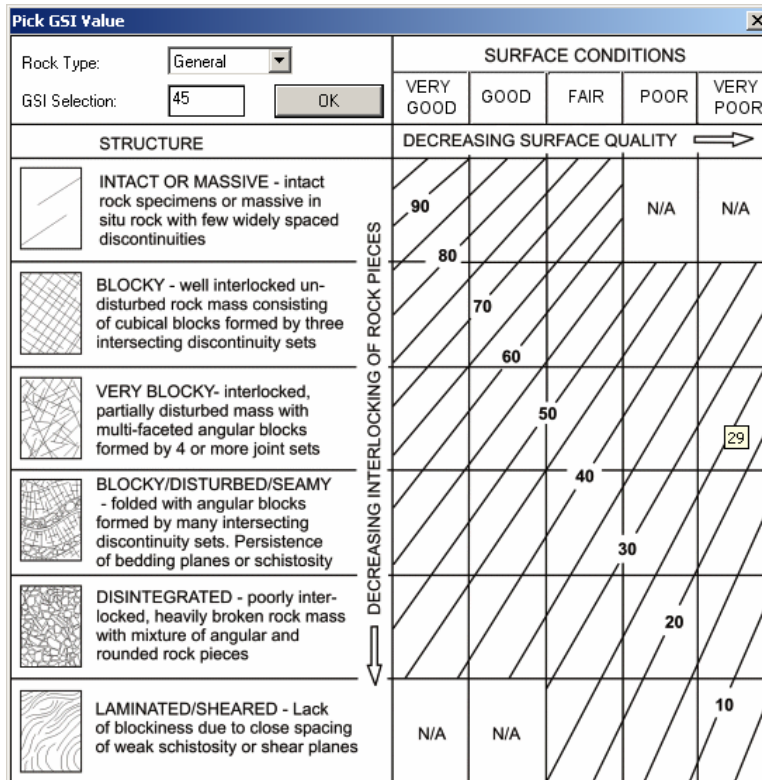 Pick GSI Value
Rock Type:
General
GSI Selection:
45
OK
SURFACE CONDITIONS
VERY
GOOD
GOOD
FAIR
POOR
VERY
POOR
STRUCTURE
DECREASING SURFACE QUALITY
INTACT OR MASSIVE - intact
rock specimens or massive in
situ rock with few widely spaced
discontinuities
BLOCKY - well interlocked un-
disturbed rock mass consisting
of cubical blocks formed by three
intersecting discontinuity sets
VERY BLOCKY- interlocked,
partially disturbed mass with
multi-faceted angular blocks
formed by 4 or more joint sets
BLOCKY/DISTURBED/SEAMY
- folded with angular blocks
formed by many intersecting
discontinuity sets. Persistence
of bedding planes or schistosity
DISINTEGRATED - poorly inter-
locked, heavily broken rock mass
with mixture of angular and
rounded rock pieces
LAMINATED/SHEARED - Lack
of blockiness due to close spacing
of weak schistosity or shear planes
DECREASING INTERLOCKING OF ROCK PIECES
90
N/A
N/A
80
70
60
50
29
40
30
20
10
N/A
N/A